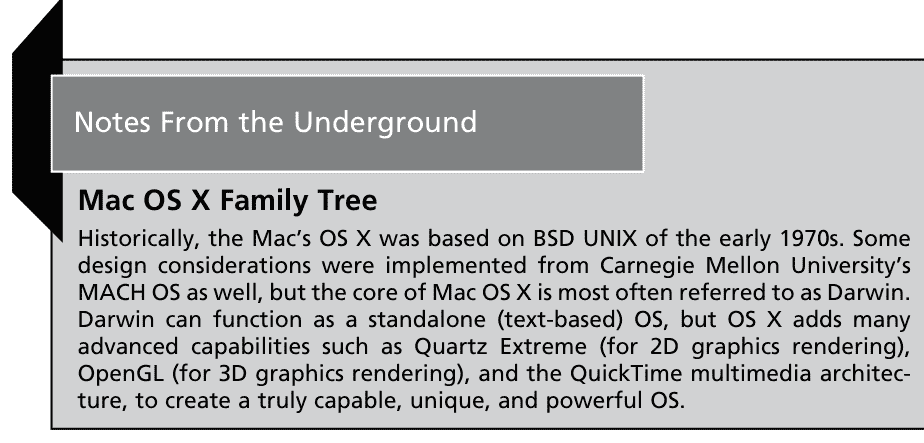 Notes From the Underground
Mac OS X Family Tree
Historically, the Mac's OS X was based on BSD UNIX of the early 1970s. Some
design considerations were implemented from Carnegie Mellon University's
MACH OS as well, but the core of Mac OS X is most often referred to as Darwin.
Darwin can function as a standalone (text-based) OS, but OS X adds many
advanced capabilities such as Quartz Extreme (for 2D graphics rendering),
OpenGL (for 3D graphics rendering), and the QuickTime multimedia architec-
ture, to create a truly capable, unique, and powerful OS.